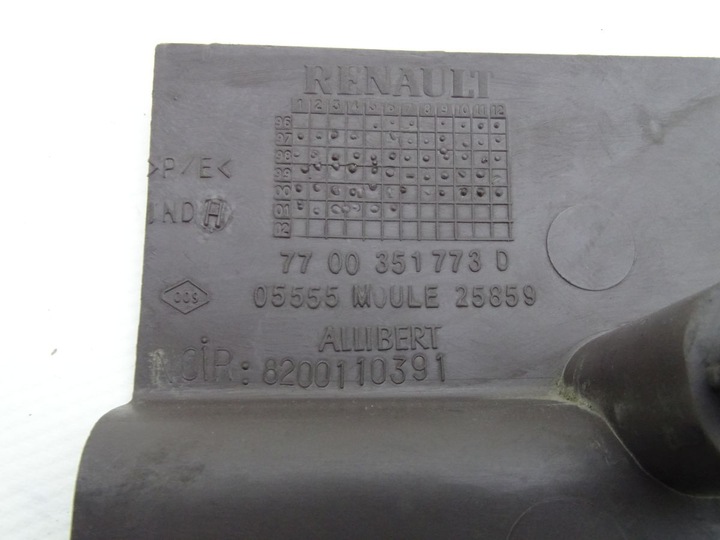 RENAULT
1 2 3 4 5 6 7 8 9 10 11 12
96
97
98
99
00
01
02
>P/E<
IND H
77 00 351 773 D
05555 MOULE 25859
ALLIBERT
NOIR: 8200110391